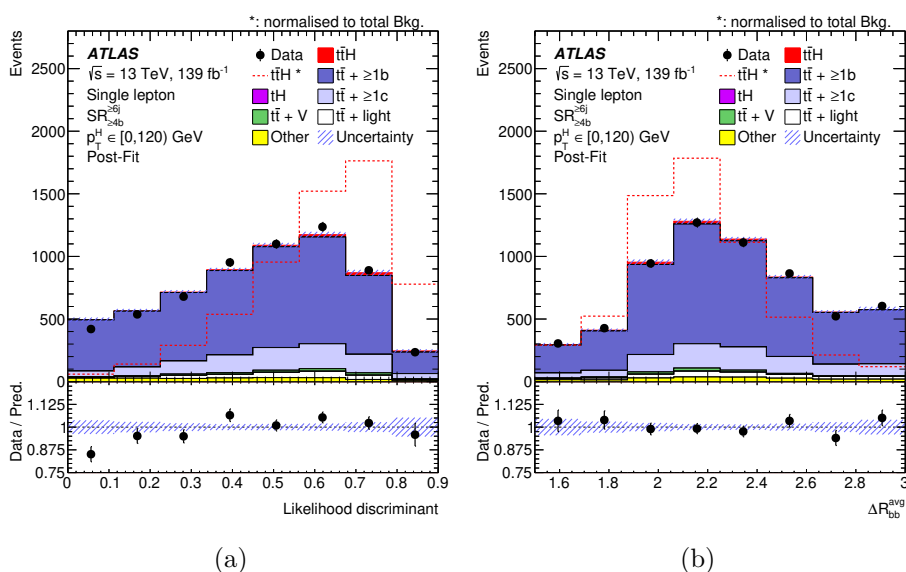 *: normalised to total Bkg.
Events
2500
2000
1500
1000
500
0
ATLAS
√s = 13 TeV, 139 fb⁻¹
Single lepton
SR≥6j≥4b
pTH ∈ [0,120) GeV
Post-Fit
Data
tt̄H
tt̄H *
tt̄ + ≥1b
tH
tt̄ + ≥1c
tt̄ + V
tt̄ + light
Other
Uncertainty
Data / Pred.
1.125
1
0.875
0.75
0 0.1 0.2 0.3 0.4 0.5 0.6 0.7 0.8 0.9
Likelihood discriminant
(a)
*: normalised to total Bkg.
Events
2500
2000
1500
1000
500
0
ATLAS
√s = 13 TeV, 139 fb⁻¹
Single lepton
SR≥6j≥4b
pTH ∈ [0,120) GeV
Post-Fit
Data
tt̄H
tt̄H *
tt̄ + ≥1b
tH
tt̄ + ≥1c
tt̄ + V
tt̄ + light
Other
Uncertainty
Data / Pred.
1.125
1
0.875
0.75
1.6 1.8 2 2.2 2.4 2.6 2.8 3
ΔRavgbb
(b)